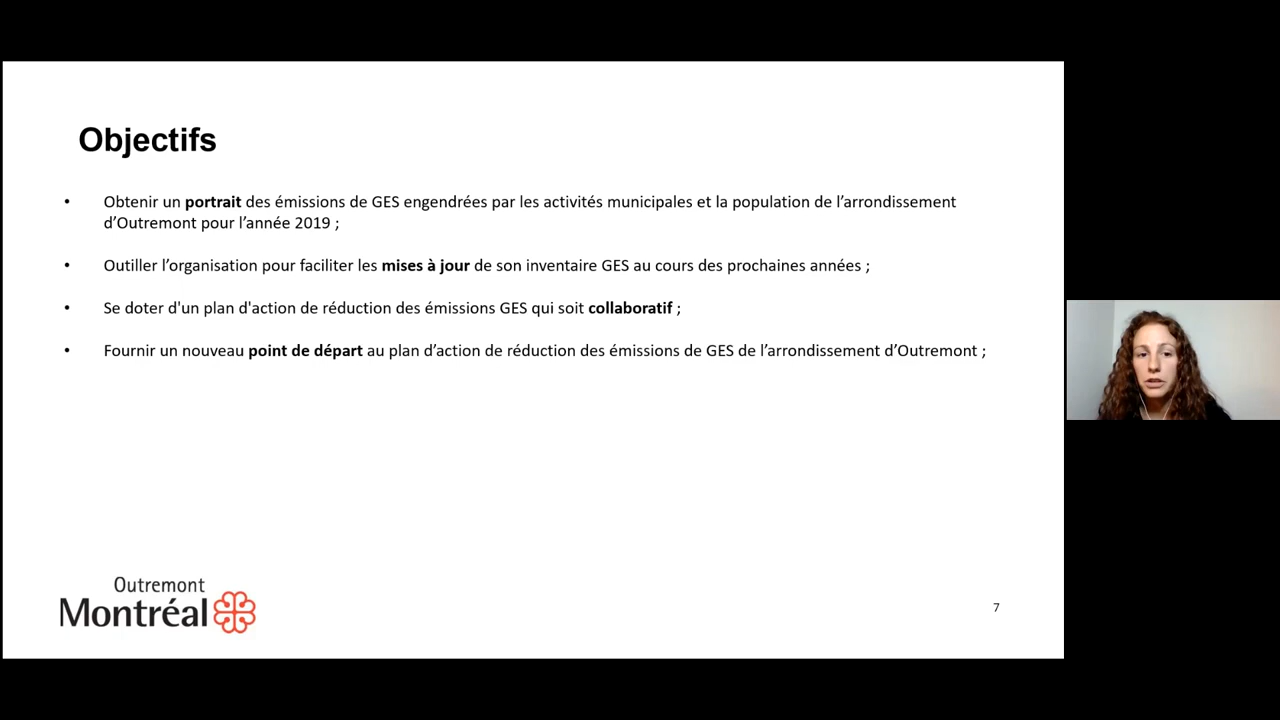 Objectifs
• Obtenir un portrait des émissions de GES engendrées par les activités municipales et la population de l’arrondissement
d’Outremont pour l’année 2019 ;
• Outiller l’organisation pour faciliter les mises à jour de son inventaire GES au cours des prochaines années ;
• Se doter d'un plan d'action de réduction des émissions GES qui soit collaboratif ;
• Fournir un nouveau point de départ au plan d’action de réduction des émissions de GES de l’arrondissement d’Outremont ;
Outremont
Montréal
7